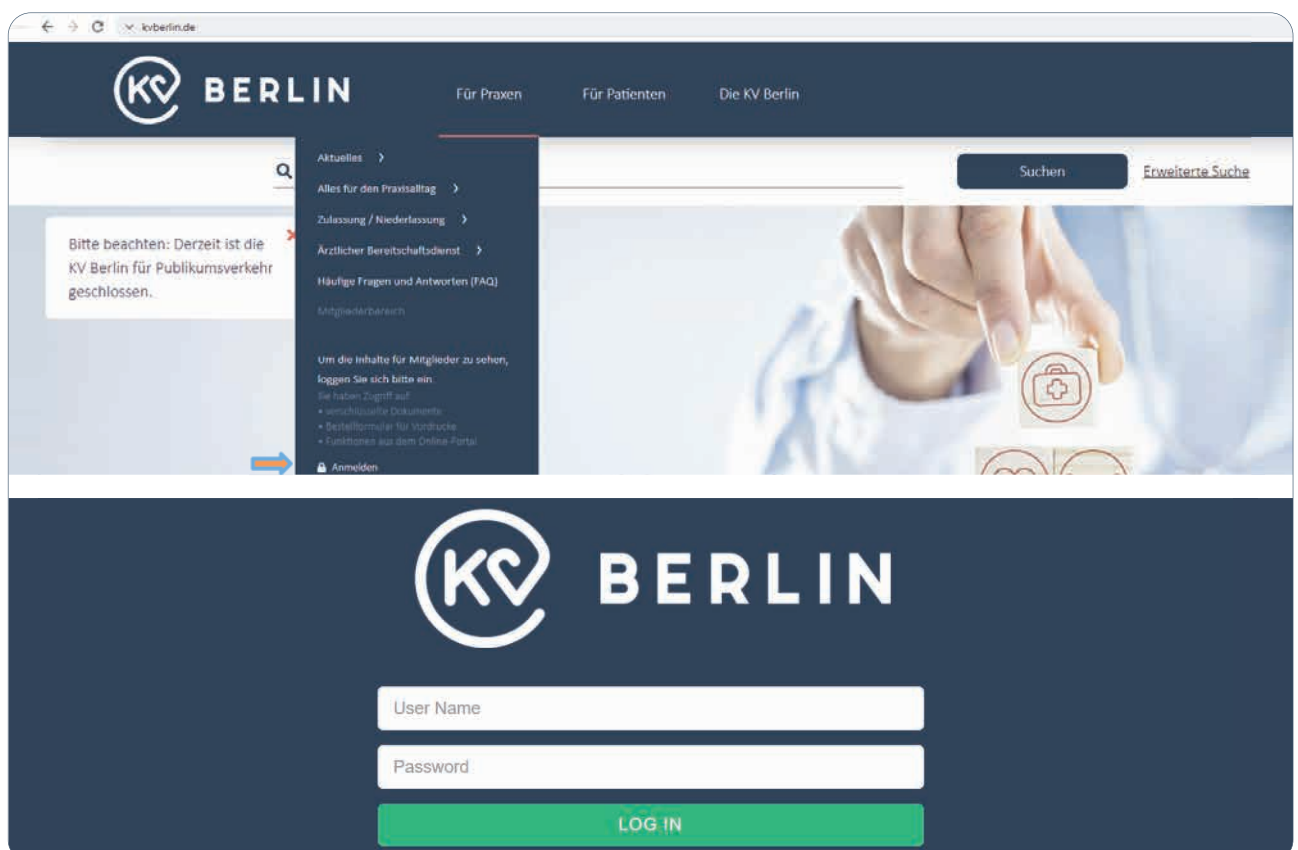 kvberlin.de
KV BERLIN
Für Praxen
Für Patienten
Die KV Berlin
Aktuelles
Alles für den Praxisalltag
Zulassung / Niederlassung
Ärztlicher Bereitschaftsdienst
Häufige Fragen und Antworten (FAQ)
Mitgliederbereich
Um die Inhalte für Mitglieder zu sehen,
loggen Sie sich bitte ein.
Sie haben Zugriff auf
• verschlüsselte Dokumente
• Bestellformular für Vordrucke
• Funktionen aus dem Online-Portal
Anmelden
Suchen
Erweiterte Suche
Bitte beachten: Derzeit ist die
KV Berlin für Publikumsverkehr
geschlossen.
KV BERLIN
User Name
Password
LOG IN